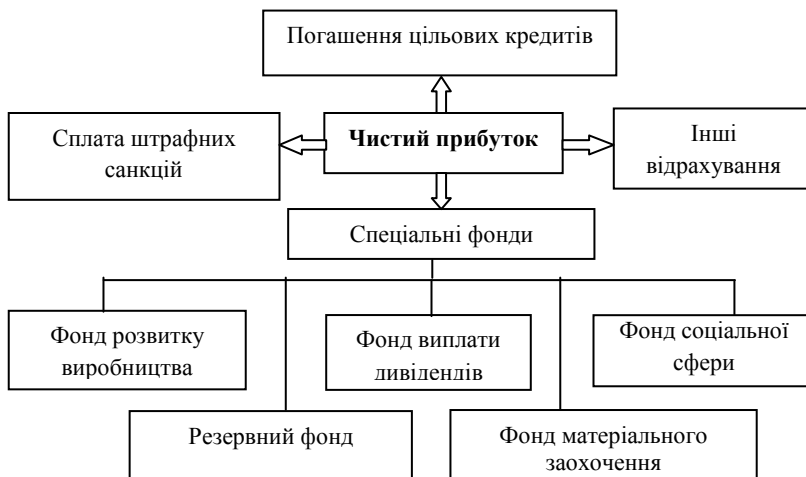 Погашення цільових кредитів
Сплата штрафних
санкцій
Чистий прибуток
Інші
відрахування
Спеціальні фонди
Фонд розвитку
виробництва
Фонд виплати
дивідендів
Фонд соціальної
сфери
Резервний фонд
Фонд матеріального
заохочення